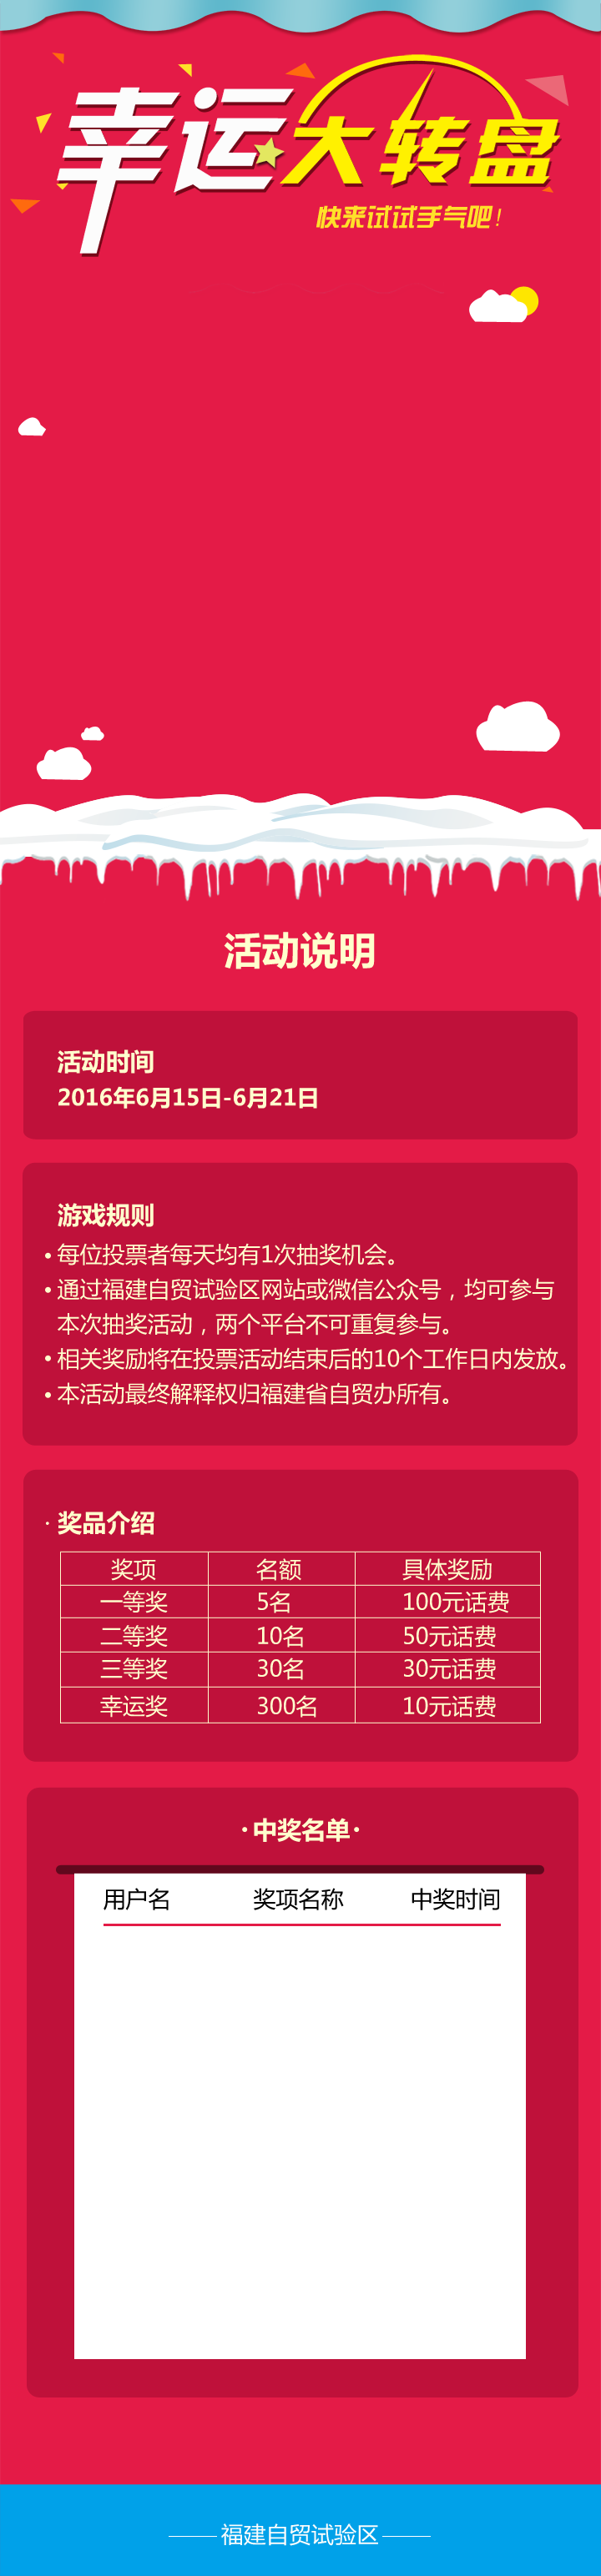 幸运大转盘
快来试试手气吧！
活动说明
活动时间
2016年6月15日-6月21日
游戏规则
• 每位投票者每天均有1次抽奖机会。
• 通过福建自贸试验区网站或微信公众号，均可参与
本次抽奖活动，两个平台不可重复参与。
• 相关奖励将在投票活动结束后的10个工作日内发放。
• 本活动最终解释权归福建省自贸办所有。
· 奖品介绍
奖项 名额 具体奖励
一等奖 5名 100元话费
二等奖 10名 50元话费
三等奖 30名 30元话费
幸运奖 300名 10元话费
·中奖名单·
用户名 奖项名称 中奖时间
福建自贸试验区